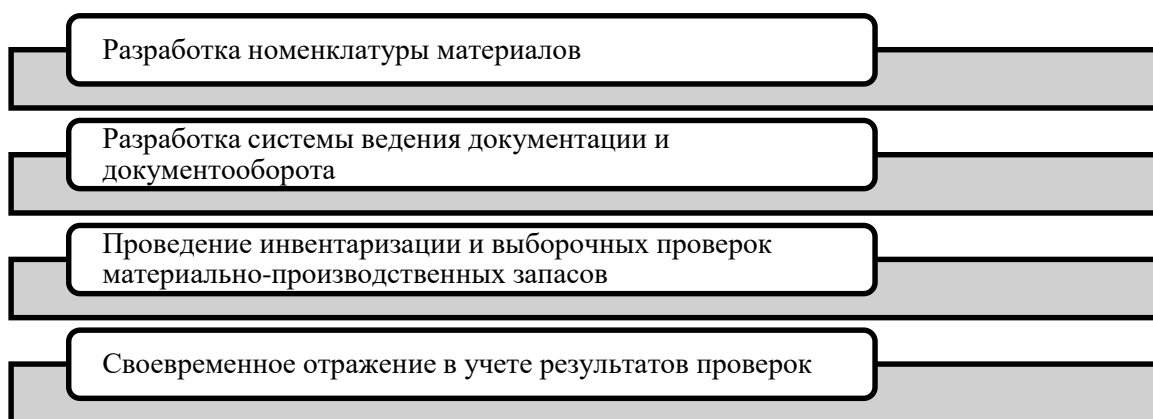 Разработка номенклатуры материалов
Разработка системы ведения документации и
документооборота
Проведение инвентаризации и выборочных проверок
материально-производственных запасов
Своевременное отражение в учете результатов проверок